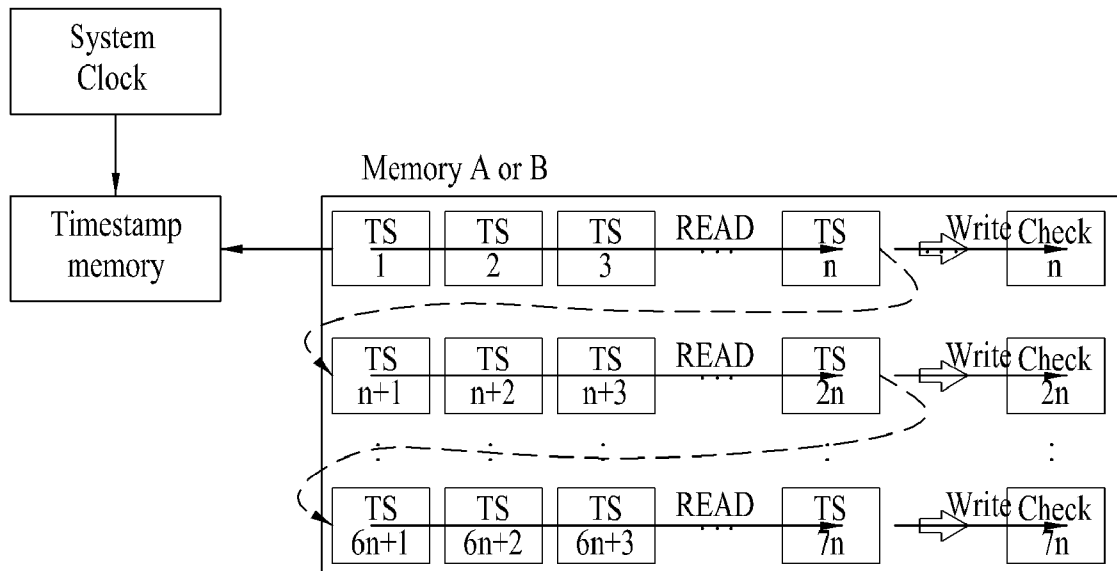 System
Clock
Timestamp
memory
Memory A or B
TS TS TS READ TS Write Check
1 2 3 ... n ... n
TS TS TS READ TS Write Check
n+1 n+2 n+3 ... 2n 2n
TS TS TS READ TS Write Check
6n+1 6n+2 6n+3 ... 7n 7n